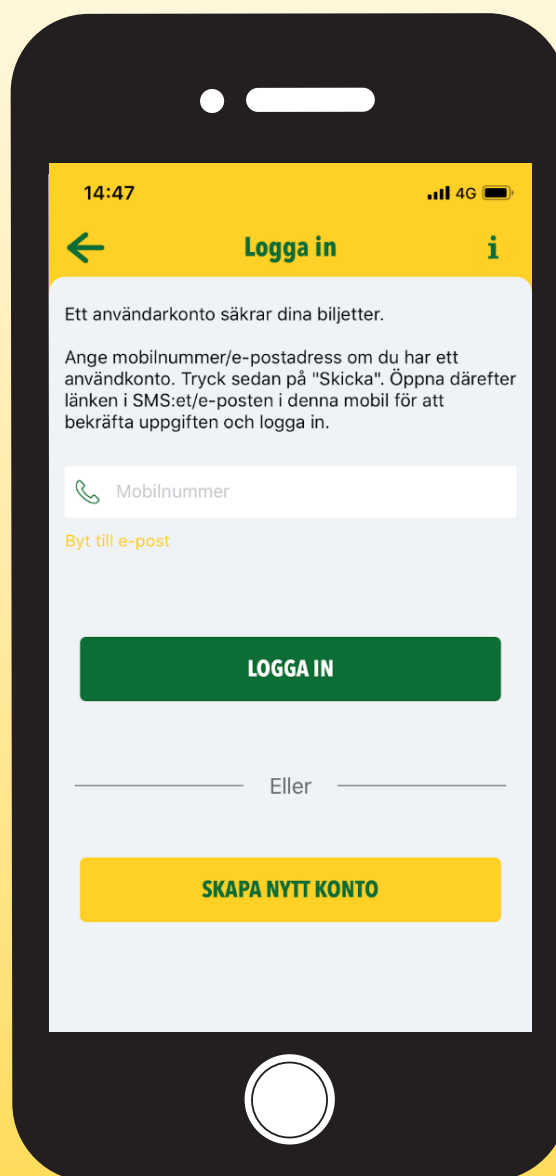 14:47
4G
Logga in
i
Ett användarkonto säkrar dina biljetter.
Ange mobilnummer/e-postadress om du har ett
användkonto. Tryck sedan på "Skicka". Öppna därefter
länken i SMS:et/e-posten i denna mobil för att
bekräfta uppgiften och logga in.
Mobilnummer
Byt till e-post
LOGGA IN
Eller
SKAPA NYTT KONTO